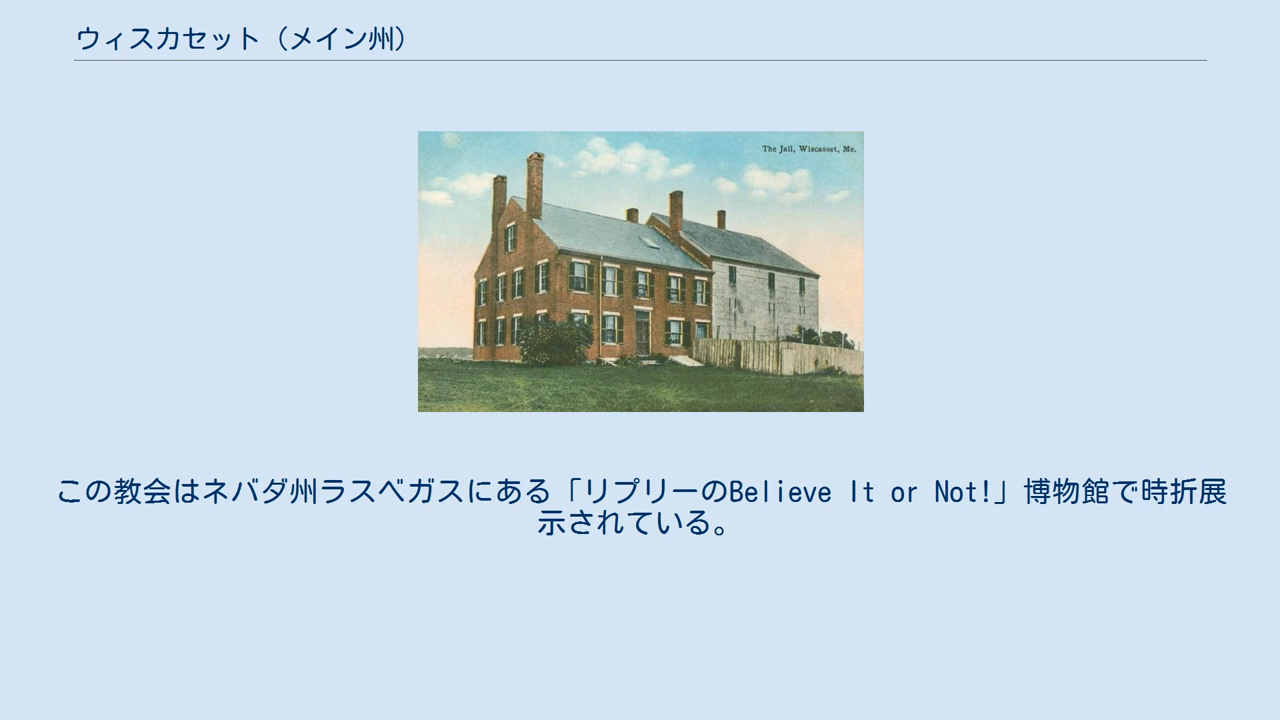 ウィスカセット（メイン州）
The Jail, Wiscasset, Me.
この教会はネバダ州ラスベガスにある「リプリーのBelieve It or Not!」博物館で時折展
示されている。